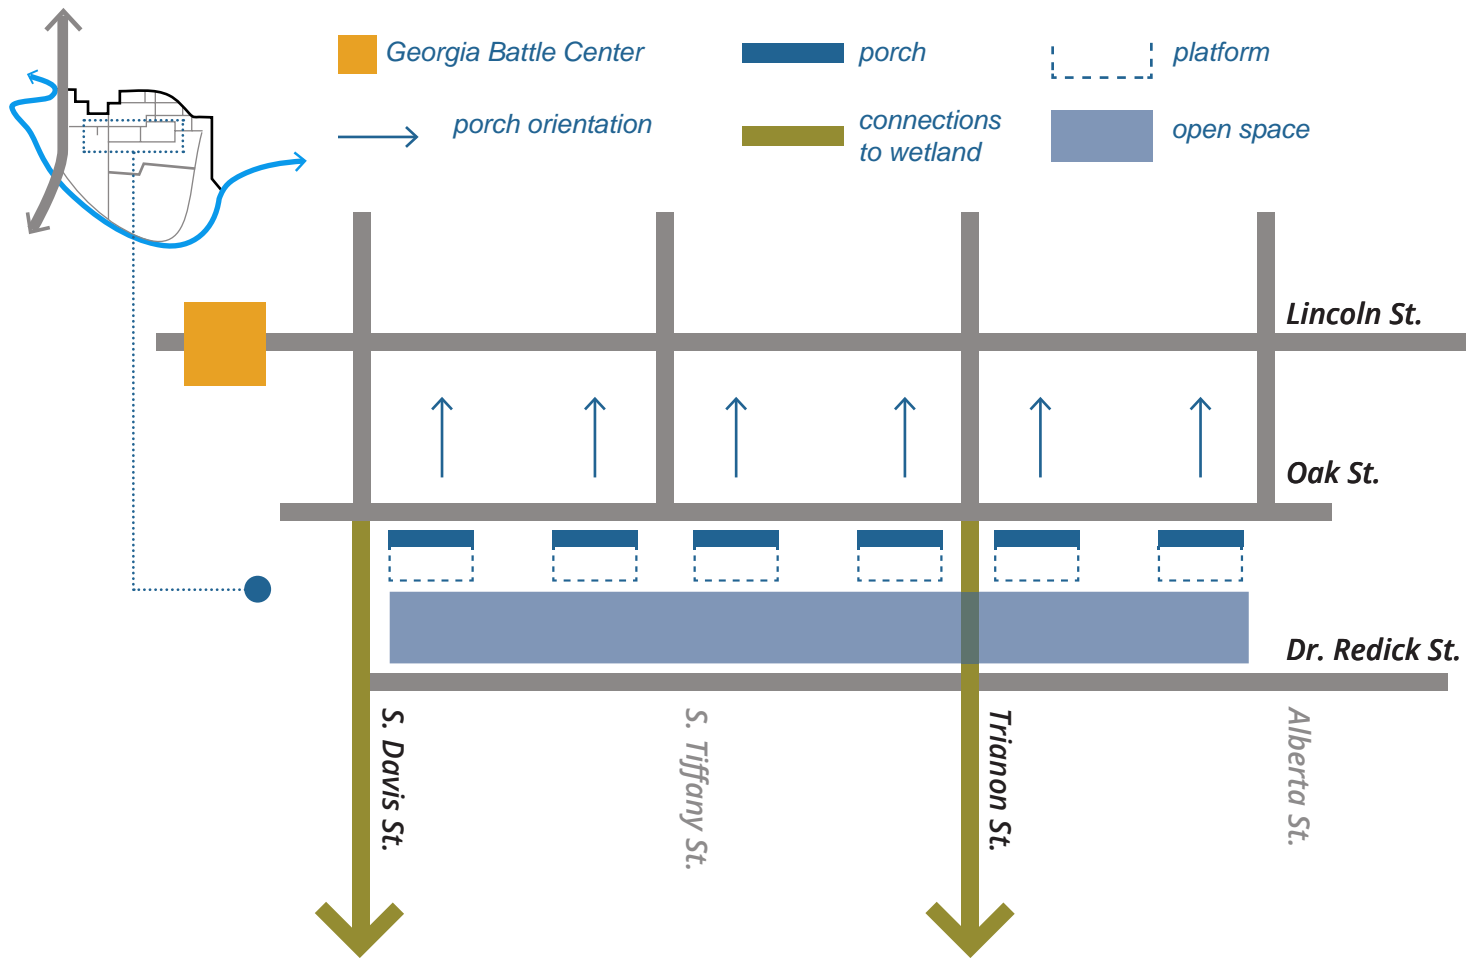 Georgia Battle Center
porch
platform
porch orientation
connections
to wetland
open space
Lincoln St.
Oak St.
Dr. Redick St.
S. Davis St.
S. Tiffany St.
Trianon St.
Alberta St.